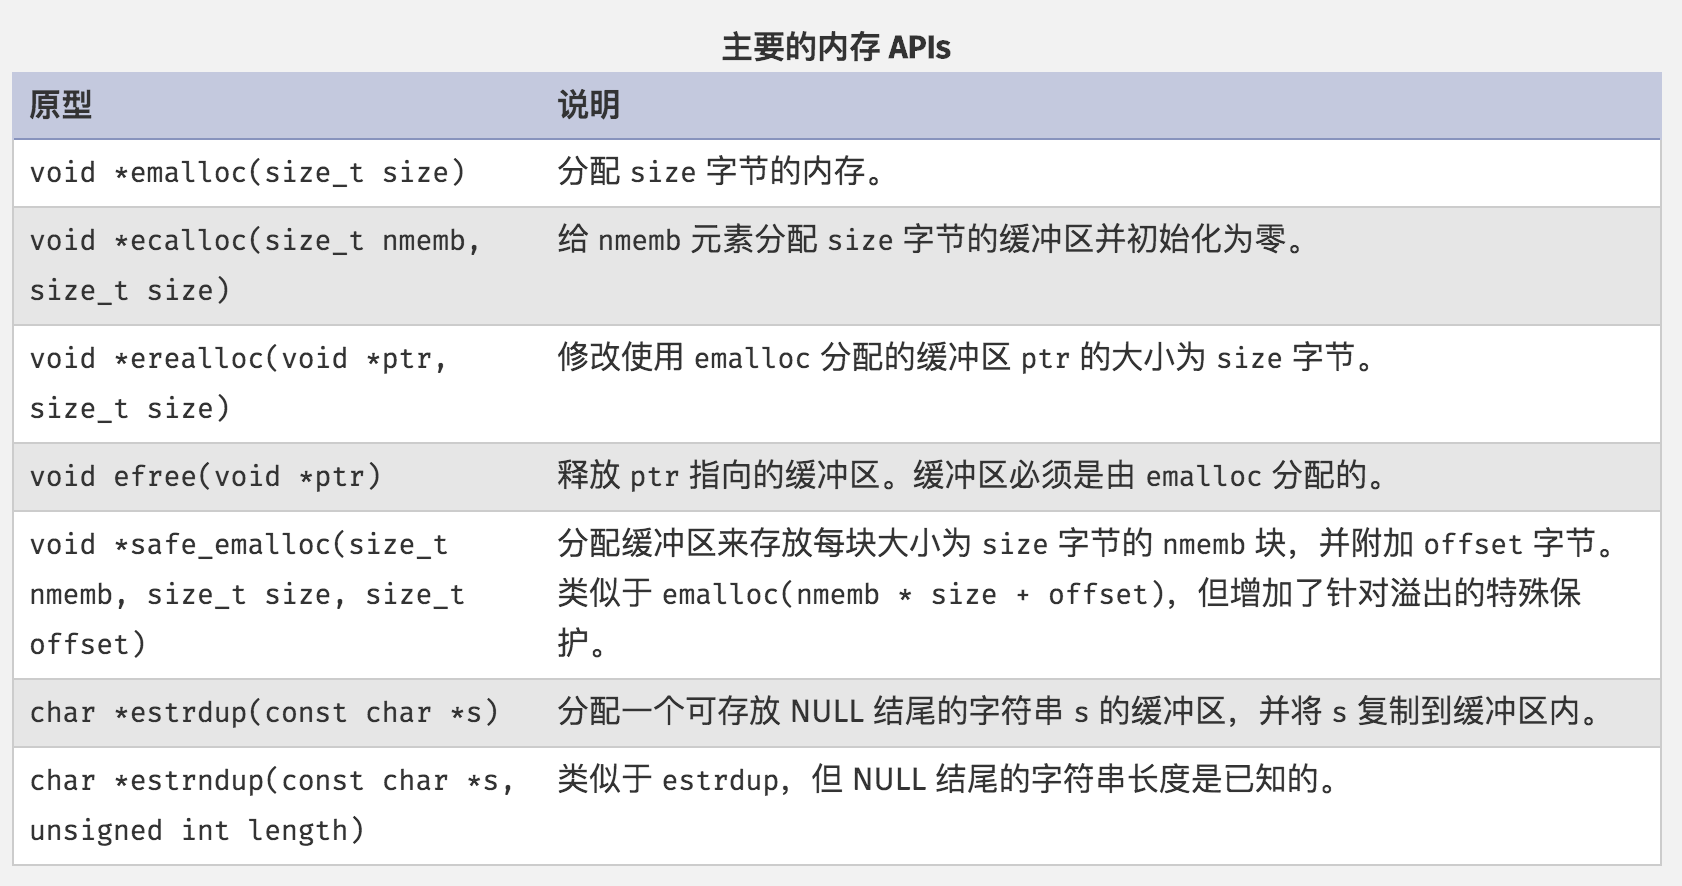 主要的内存 APIs
原型 说明
void *emalloc(size_t size) 分配 size 字节的内存。
void *ecalloc(size_t nmemb, 给 nmemb 元素分配 size 字节的缓冲区并初始化为零。
size_t size)
void *erealloc(void *ptr, 修改使用 emalloc 分配的缓冲区 ptr 的大小为 size 字节。
size_t size)
void efree(void *ptr) 释放 ptr 指向的缓冲区。缓冲区必须是由 emalloc 分配的。
void *safe_emalloc(size_t 分配缓冲区来存放每块大小为 size 字节的 nmemb 块，并附加 offset 字节。
nmemb, size_t size, size_t 类似于 emalloc(nmemb * size + offset)，但增加了针对溢出的特殊保
offset) 护。
char *estrdup(const char *s) 分配一个可存放 NULL 结尾的字符串 s 的缓冲区，并将 s 复制到缓冲区内。
char *estrndup(const char *s, 类似于 estrdup，但 NULL 结尾的字符串长度是已知的。
unsigned int length)